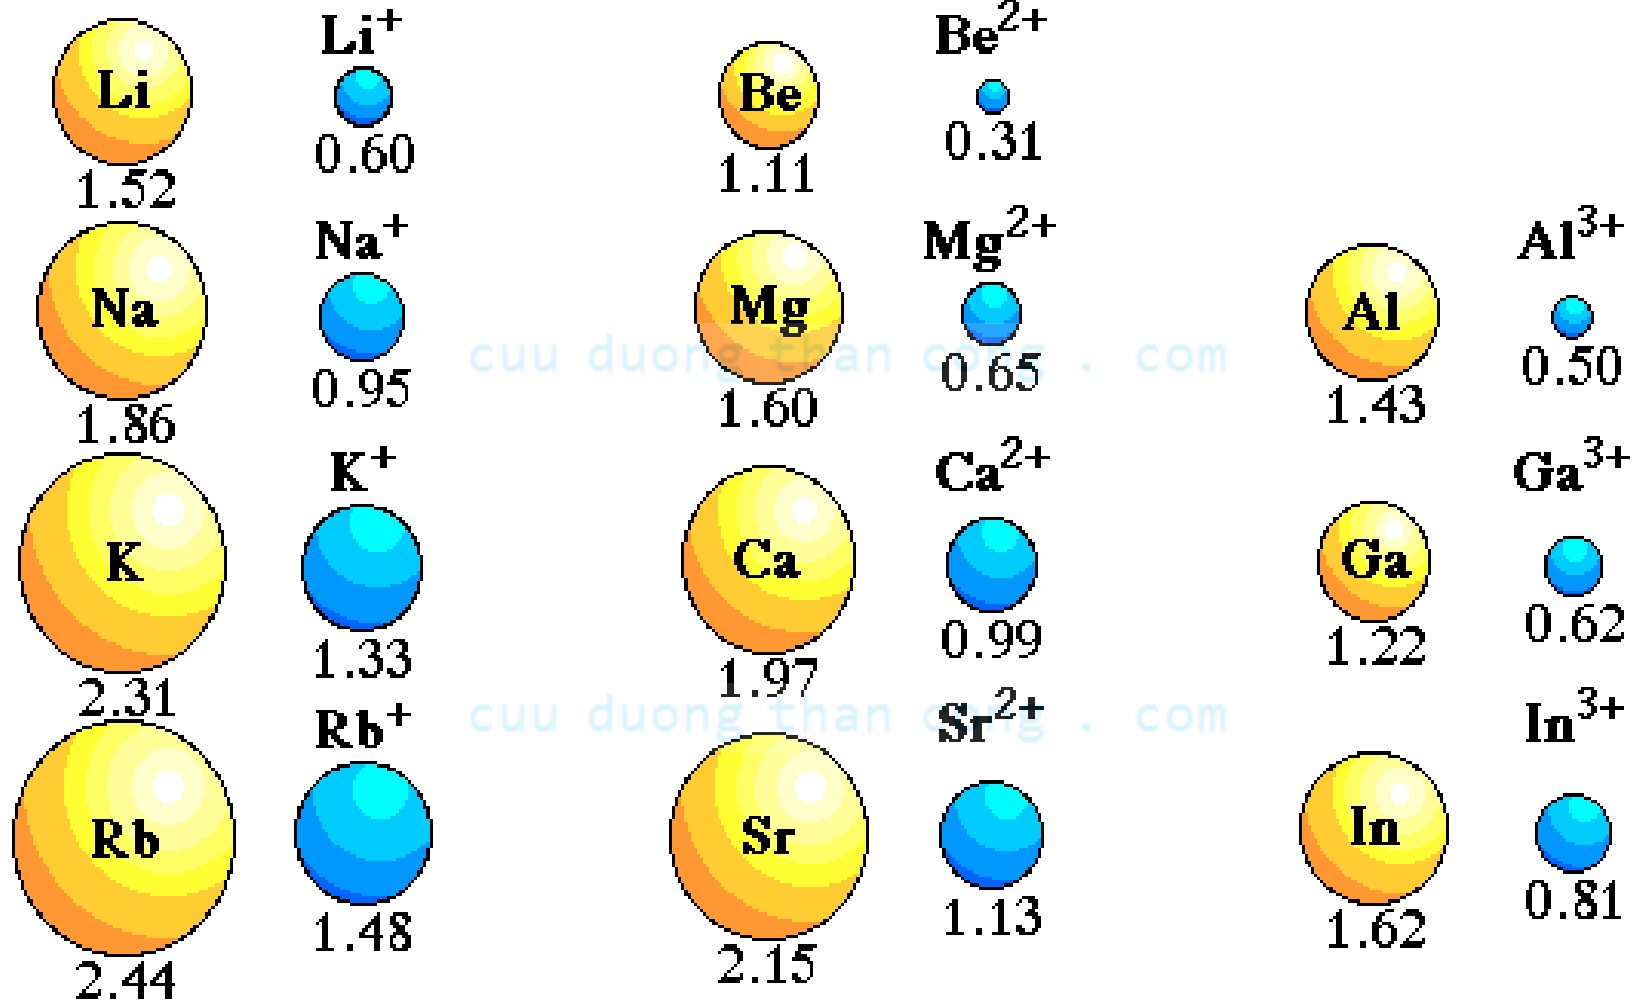 Li Li⁺ Be Be²⁺
1.52 0.60 1.11 0.31
Na Na⁺ Mg Mg²⁺ Al Al³⁺
1.86 0.95 1.60 0.65 1.43 0.50
cuu duong than cong . com
K K⁺ Ca Ca²⁺ Ga Ga³⁺
2.31 1.33 1.97 0.99 1.22 0.62
cuu duong than cong . com
Rb Rb⁺ Sr Sr²⁺ In In³⁺
2.44 1.48 2.15 1.13 1.62 0.81